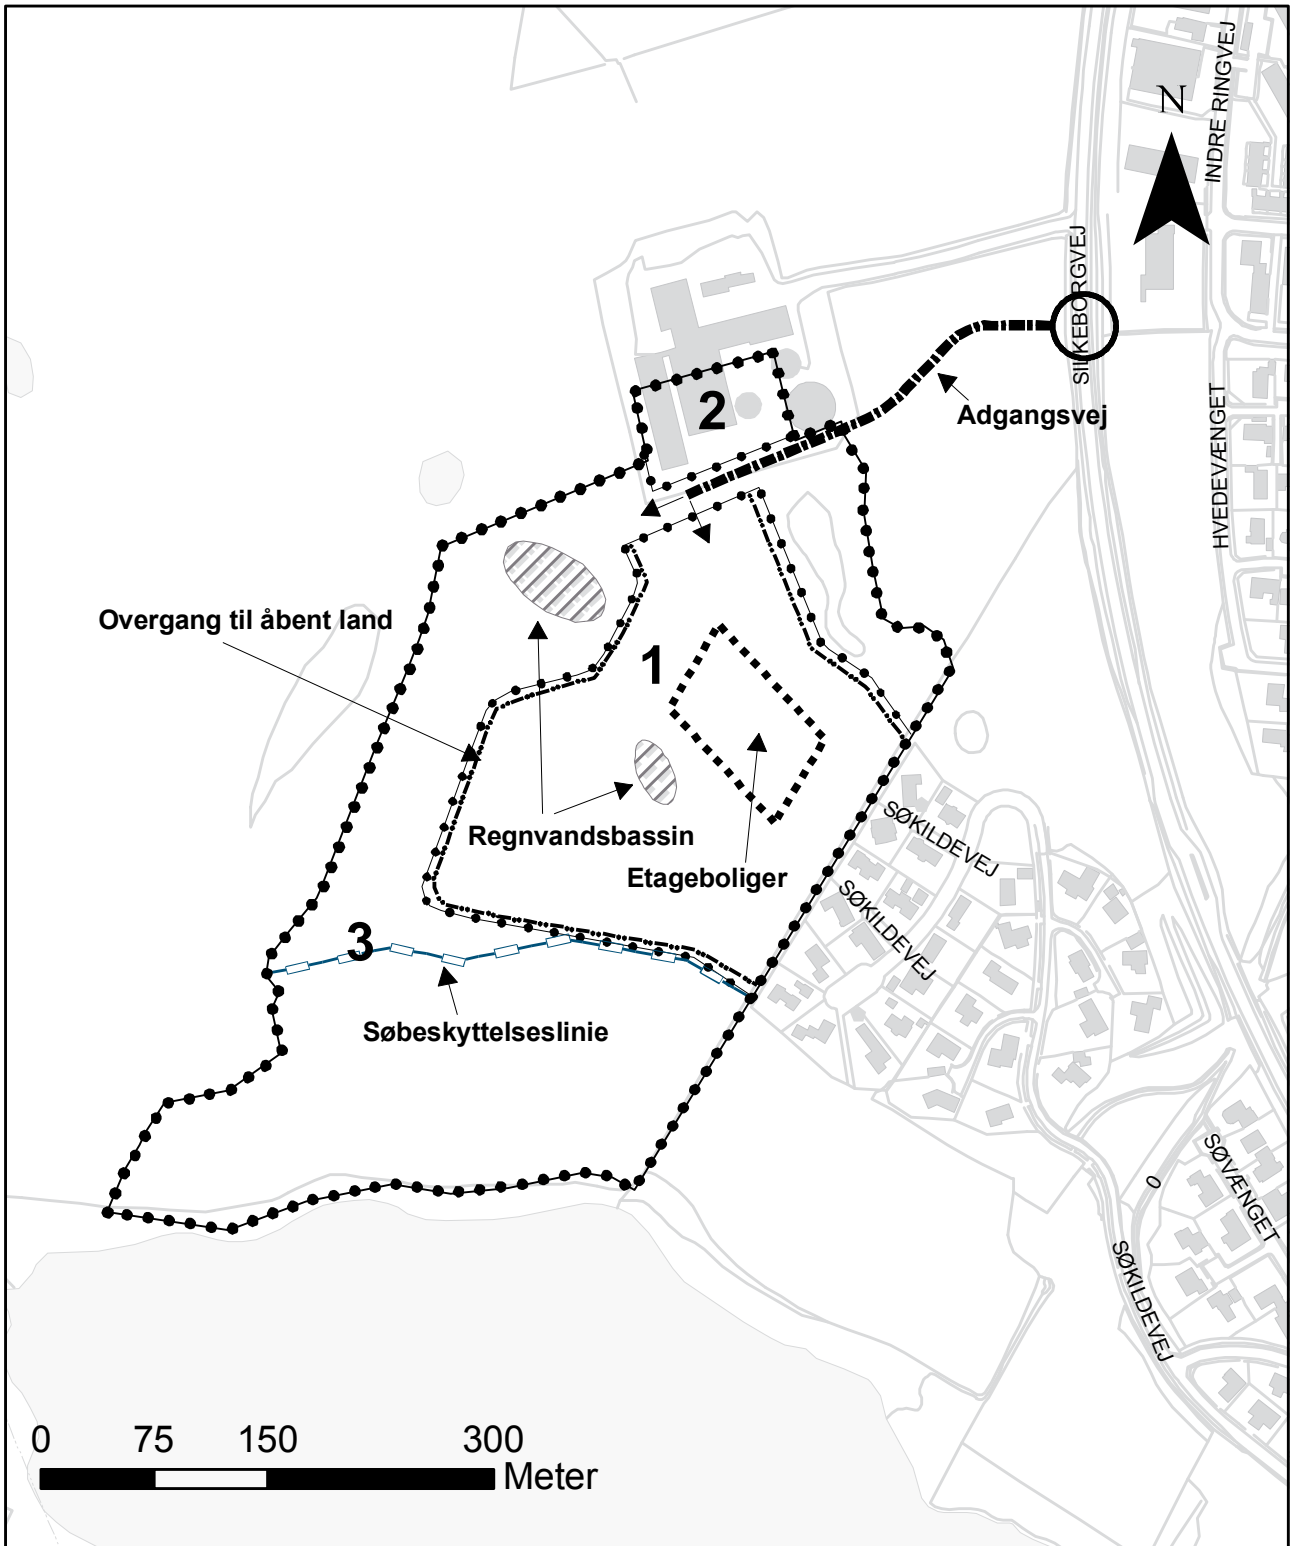 N
INDRE RINGVEJ
SILKEBORGVEJ
2
Adgangsvej
HVEDEVÆNGET
Overgang til åbent land
1
SØKILDEVEJ
Regnvandsbassin
Etageboliger
SØKILDEVEJ
3
Søbeskyttelseslinie
SØVÆNGET
0
SØKILDEVEJ
0 75 150 300
Meter